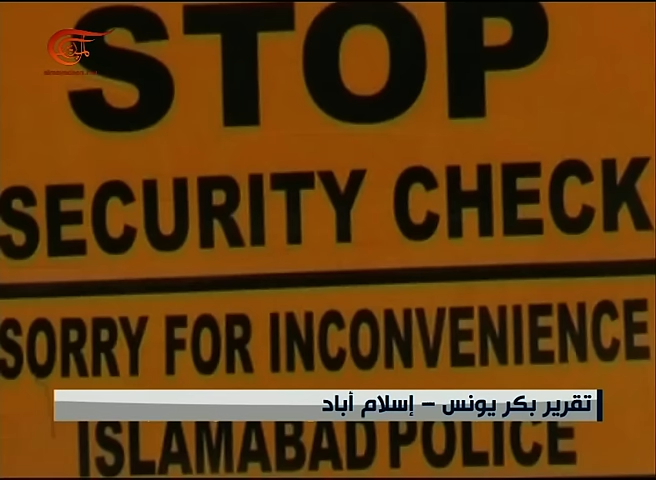 STOP
SECURITY CHECK
SORRY FOR INCONVENIENCE
تقرير بكر يونس – إسلام أباد
ISLAMABAD POLICE